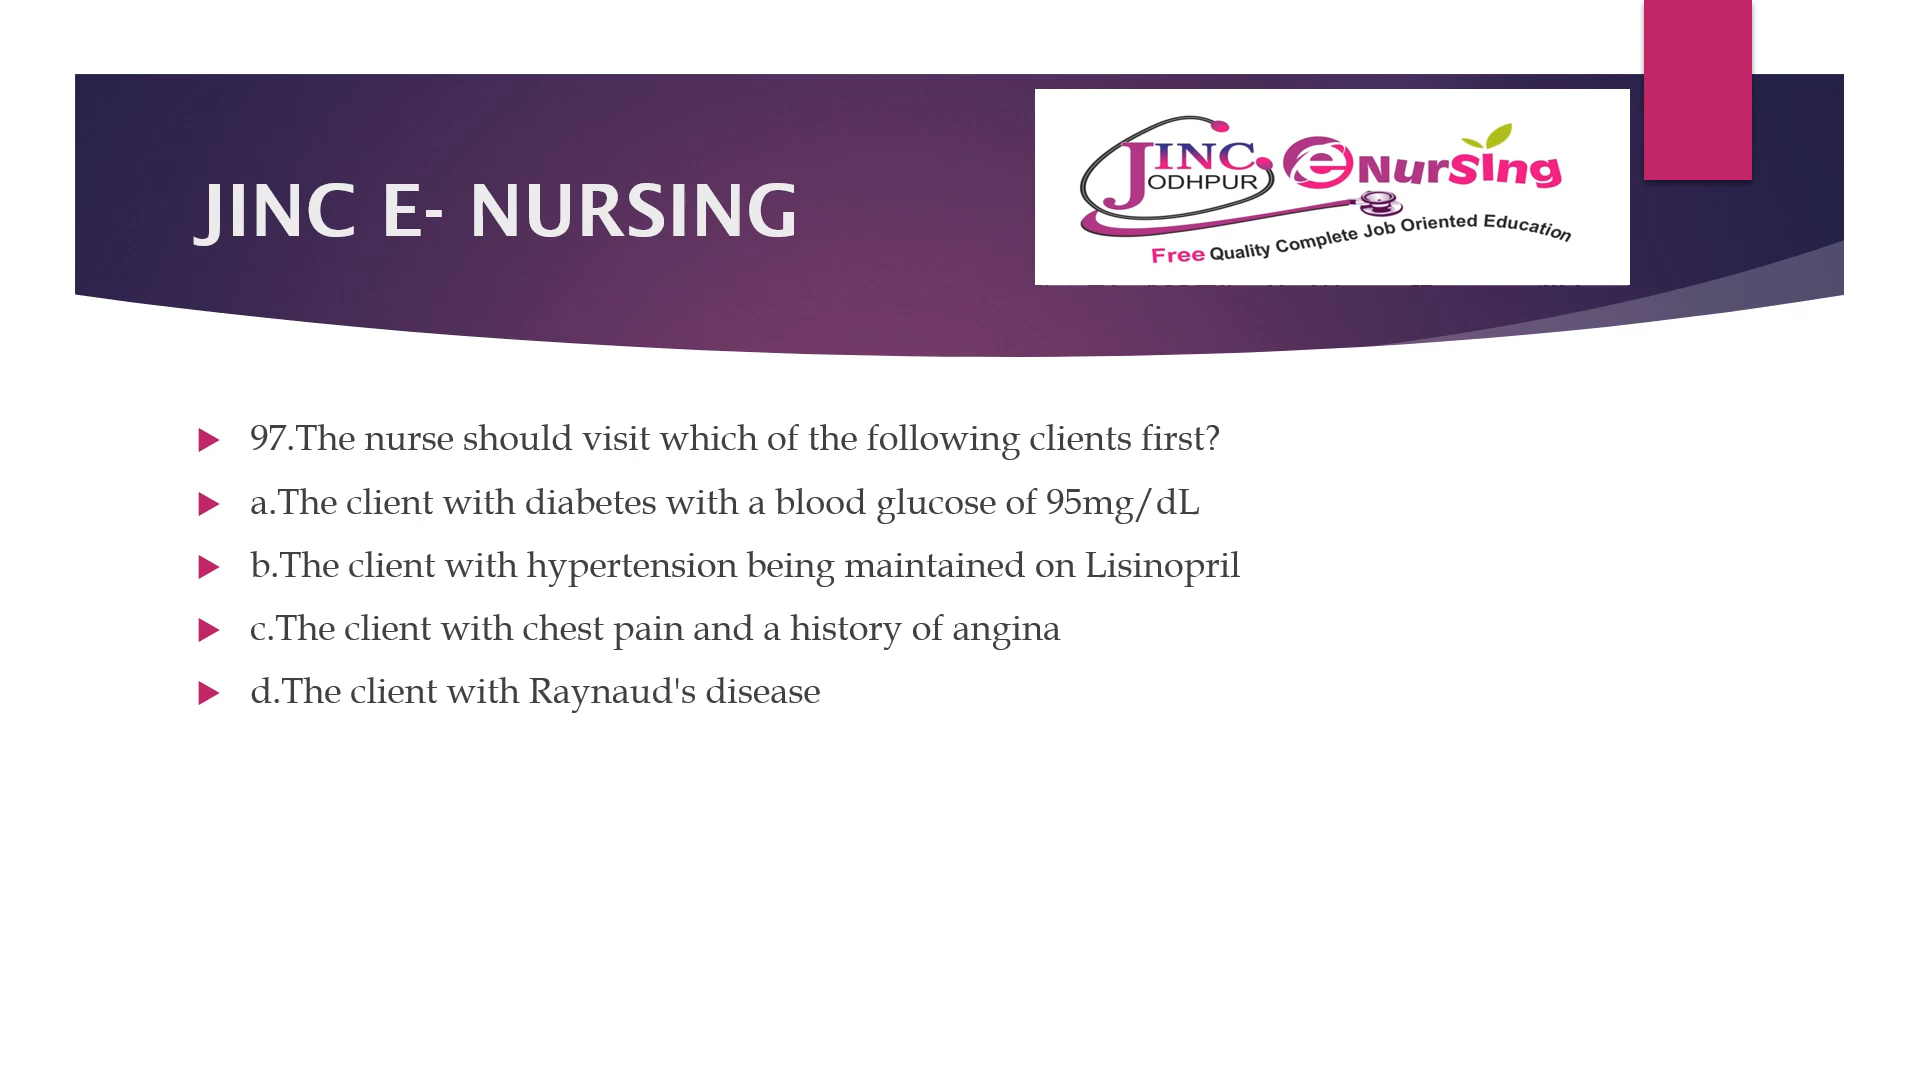 JINC E- NURSING
JINC eNursing
ODHPUR
Free Quality Complete Job Oriented Education
97.The nurse should visit which of the following clients first?
a.The client with diabetes with a blood glucose of 95mg/dL
b.The client with hypertension being maintained on Lisinopril
c.The client with chest pain and a history of angina
d.The client with Raynaud's disease